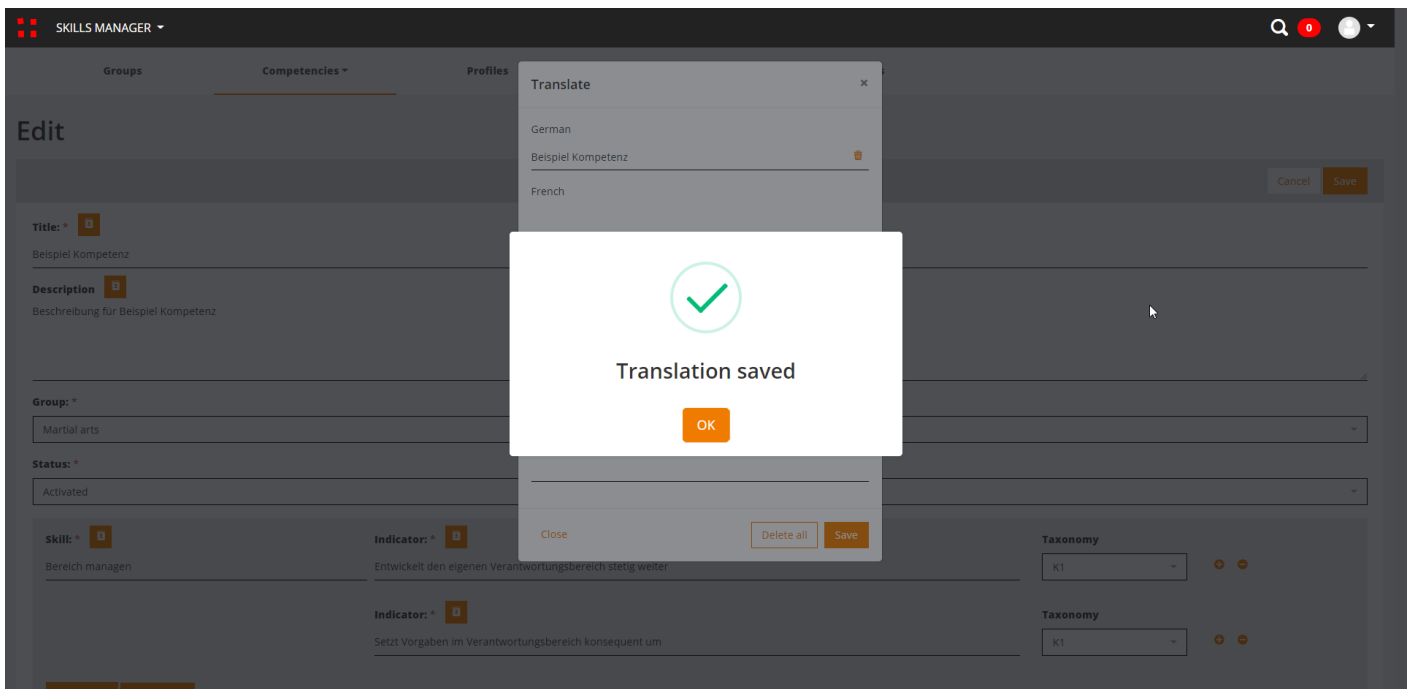 SKILLS MANAGER
0
Groups
Competencies
Profiles
Translate
×
Edit
German
Beispiel Kompetenz
French
Cancel
Save
Title: *
Beispiel Kompetenz
Description
Beschreibung für Beispiel Kompetenz
Translation saved
OK
Group: *
Martial arts
Status: *
Activated
Close
Delete all
Save
Skill: *
Indicator: *
Taxonomy
Bereich managen
Entwickelt den eigenen Verantwortungsbereich stetig weiter
K1
Indicator: *
Taxonomy
Setzt Vorgaben im Verantwortungsbereich konsequent um
K1